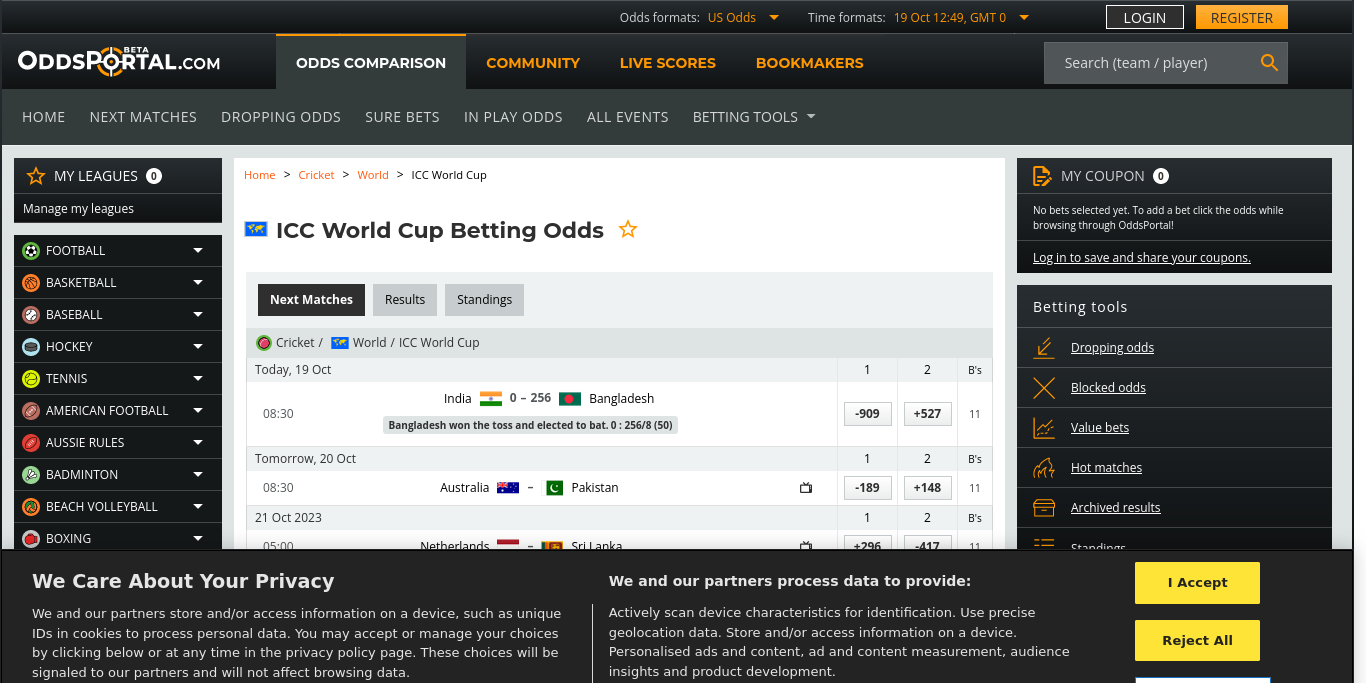 Odds formats: US Odds Time formats: 19 Oct 12:49, GMT 0 LOGIN REGISTER
ODDSPORTAL.COM BETA ODDS COMPARISON COMMUNITY LIVE SCORES BOOKMAKERS Search (team / player)
HOME NEXT MATCHES DROPPING ODDS SURE BETS IN PLAY ODDS ALL EVENTS BETTING TOOLS
MY LEAGUES 0
Manage my leagues
FOOTBALL
BASKETBALL
BASEBALL
HOCKEY
TENNIS
AMERICAN FOOTBALL
AUSSIE RULES
BADMINTON
BEACH VOLLEYBALL
BOXING
Home > Cricket > World > ICC World Cup
ICC World Cup Betting Odds
Next Matches Results Standings
Cricket / World / ICC World Cup
Today, 19 Oct 1 2 B's
08:30 India 0 – 256 Bangladesh -909 +527 11
Bangladesh won the toss and elected to bat. 0 : 256/8 (50)
Tomorrow, 20 Oct 1 2 B's
08:30 Australia – Pakistan -189 +148 11
21 Oct 2023 1 2 B's
05:00 Netherlands – Sri Lanka +296 -417 11
MY COUPON 0
No bets selected yet. To add a bet click the odds while
browsing through OddsPortal!
Log in to save and share your coupons.
Betting tools
Dropping odds
Blocked odds
Value bets
Hot matches
Archived results
Standings
We Care About Your Privacy
We and our partners store and/or access information on a device, such as unique
IDs in cookies to process personal data. You may accept or manage your choices
by clicking below or at any time in the privacy policy page. These choices will be
signaled to our partners and will not affect browsing data.
We and our partners process data to provide:
Actively scan device characteristics for identification. Use precise
geolocation data. Store and/or access information on a device.
Personalised ads and content, ad and content measurement, audience
insights and product development.
I Accept
Reject All